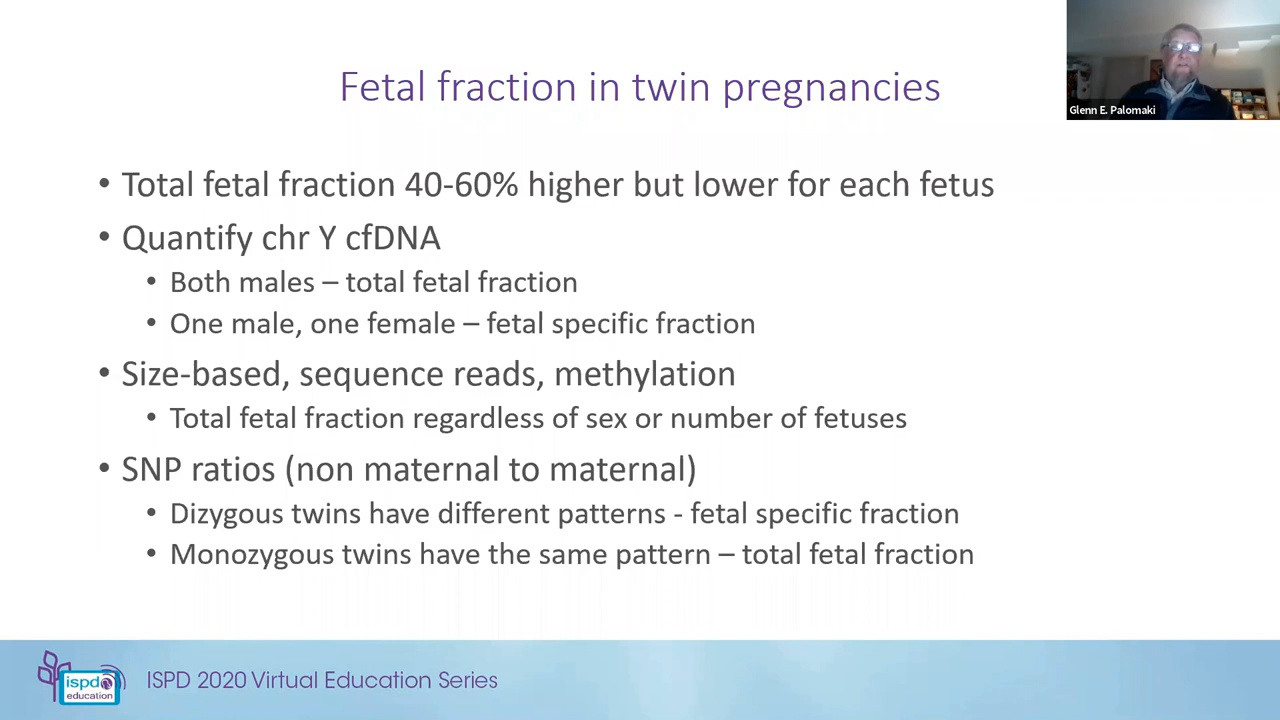 Fetal fraction in twin pregnancies
Glenn E. Palomaki
• Total fetal fraction 40-60% higher but lower for each fetus
• Quantify chr Y cfDNA
• Both males – total fetal fraction
• One male, one female – fetal specific fraction
• Size-based, sequence reads, methylation
• Total fetal fraction regardless of sex or number of fetuses
• SNP ratios (non maternal to maternal)
• Dizygous twins have different patterns - fetal specific fraction
• Monozygous twins have the same pattern – total fetal fraction
ispd
education
ISPD 2020 Virtual Education Series